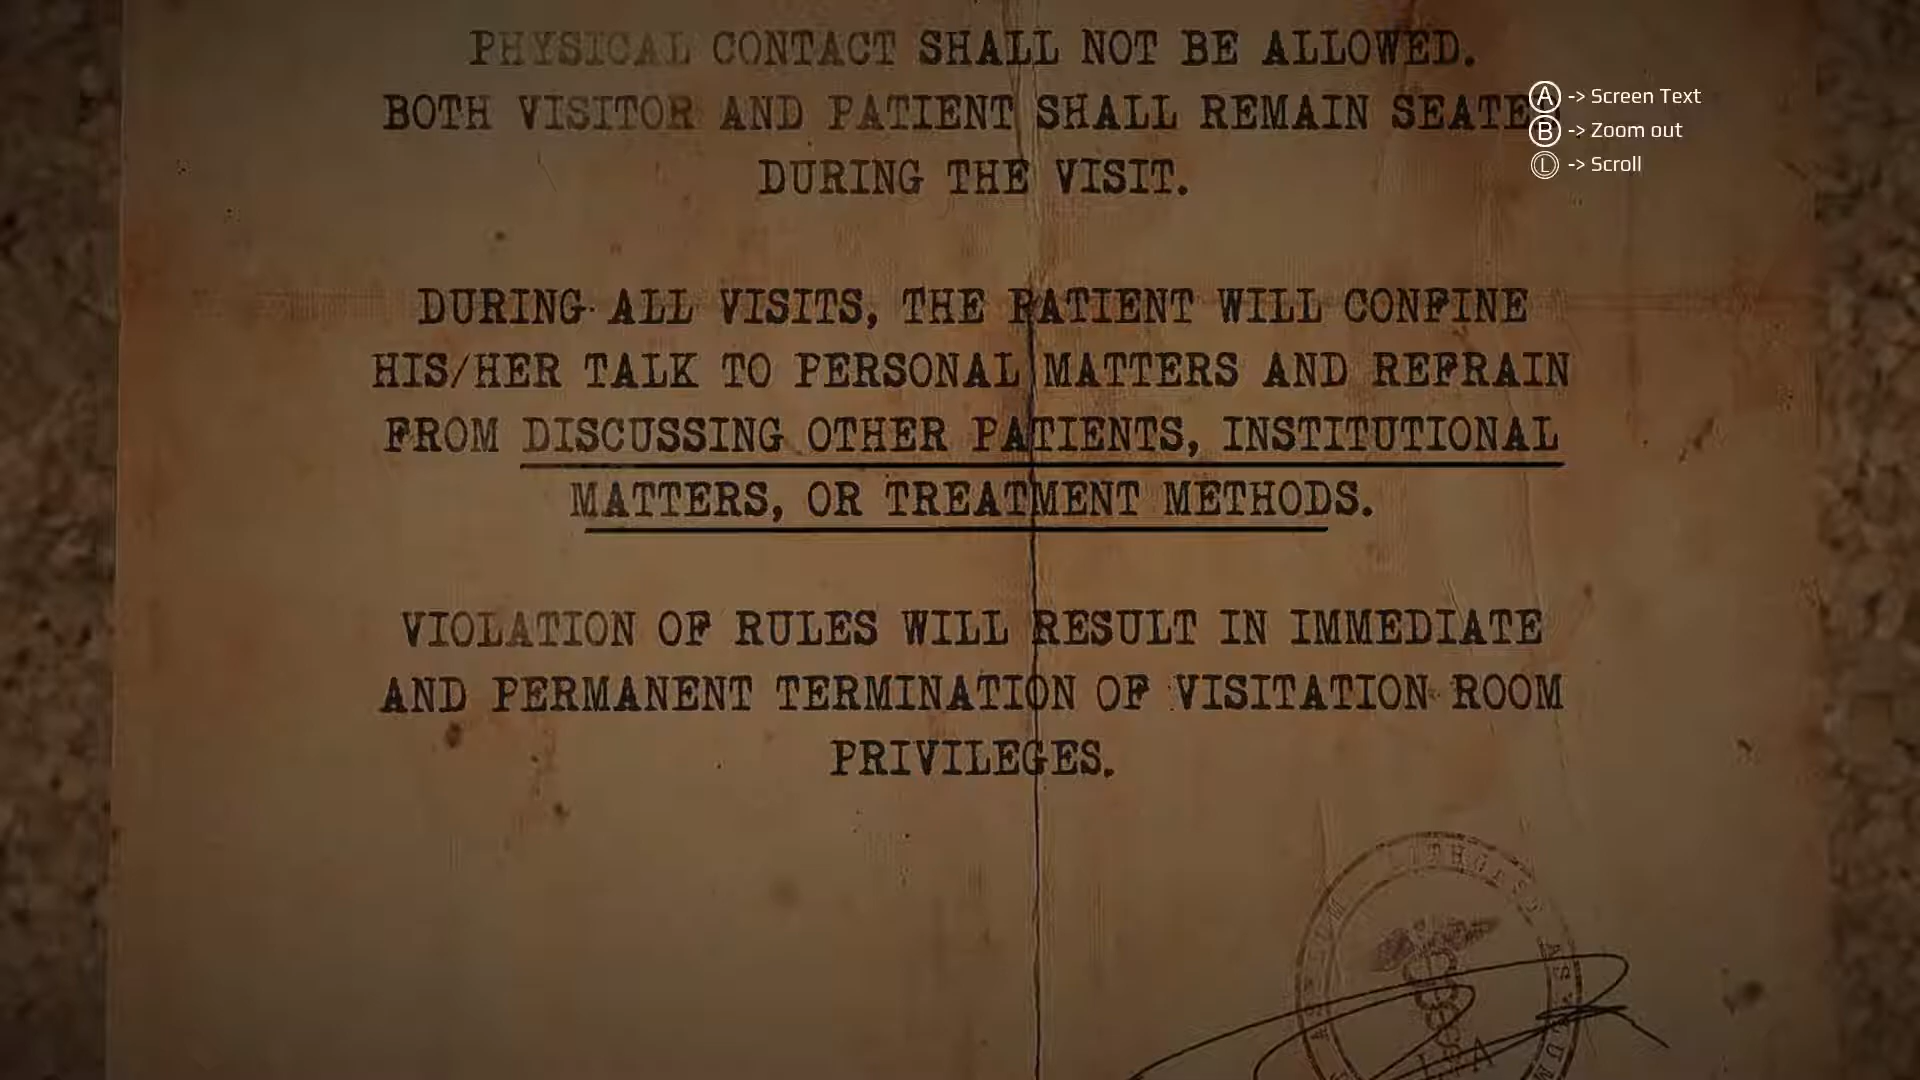 PHYSICAL CONTACT SHALL NOT BE ALLOWED.
BOTH VISITOR AND PATIENT SHALL REMAIN SEATED
DURING THE VISIT.
DURING ALL VISITS, THE PATIENT WILL CONFINE
HIS/HER TALK TO PERSONAL MATTERS AND REFRAIN
FROM DISCUSSING OTHER PATIENTS, INSTITUTIONAL
MATTERS, OR TREATMENT METHODS.
VIOLATION OF RULES WILL RESULT IN IMMEDIATE
AND PERMANENT TERMINATION OF VISITATION ROOM
PRIVILEGES.
A -> Screen Text
B -> Zoom out
L -> Scroll